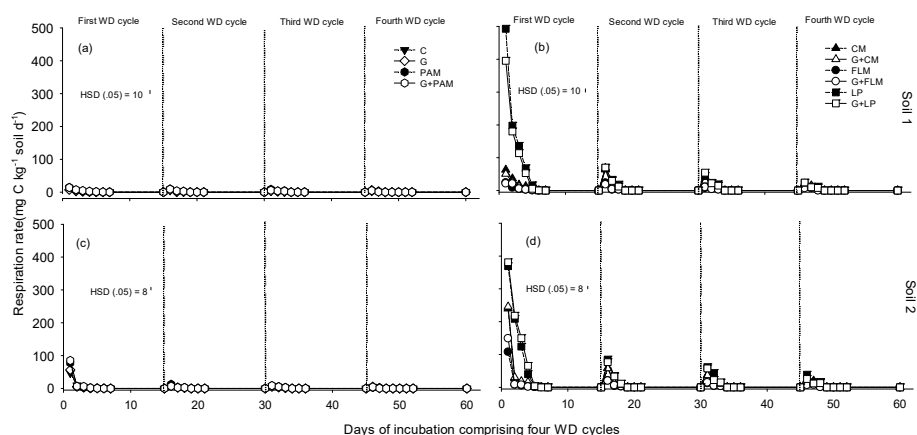 First WD cycle Second WD cycle Third WD cycle Fourth WD cycle
First WD cycle Second WD cycle Third WD cycle Fourth WD cycle
500
400
300
200
100
0
(a)
C
G
PAM
G+PAM
HSD (.05) = 10
(b)
CM
G+CM
FLM
G+FLM
LP
G+LP
HSD (.05) = 10
Soil 1
500
400
300
200
100
0
(c)
HSD (.05) = 8
(d)
HSD (.05) = 8
Soil 2
Respiration rate(mg C kg⁻¹ soil d⁻¹)
0 10 20 30 40 50 60
0 10 20 30 40 50 60
Days of incubation comprising four WD cycles